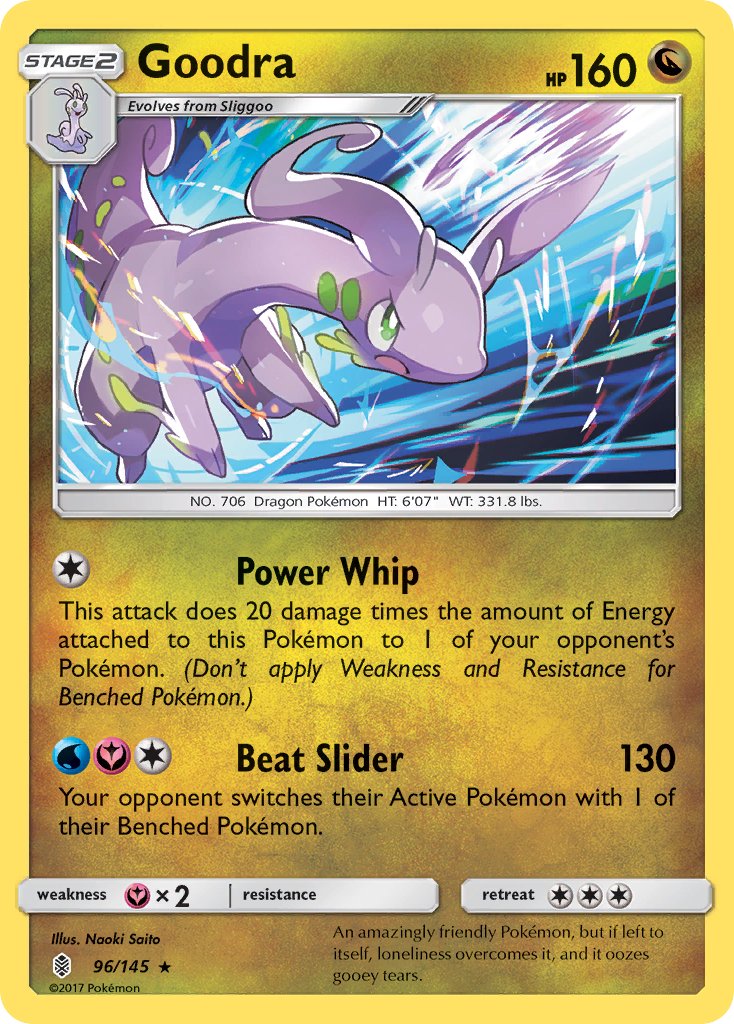 STAGE2
Goodra
HP 160
Evolves from Sliggoo
NO. 706 Dragon Pokémon HT: 6'07" WT: 331.8 lbs.
Power Whip
This attack does 20 damage times the amount of Energy
attached to this Pokémon to 1 of your opponent's
Pokémon. (Don't apply Weakness and Resistance for
Benched Pokémon.)
Beat Slider 130
Your opponent switches their Active Pokémon with 1 of
their Benched Pokémon.
weakness × 2 resistance retreat
Illus. Naoki Saito
96/145 ★
©2017 Pokémon
An amazingly friendly Pokémon, but if left to
itself, loneliness overcomes it, and it oozes
gooey tears.